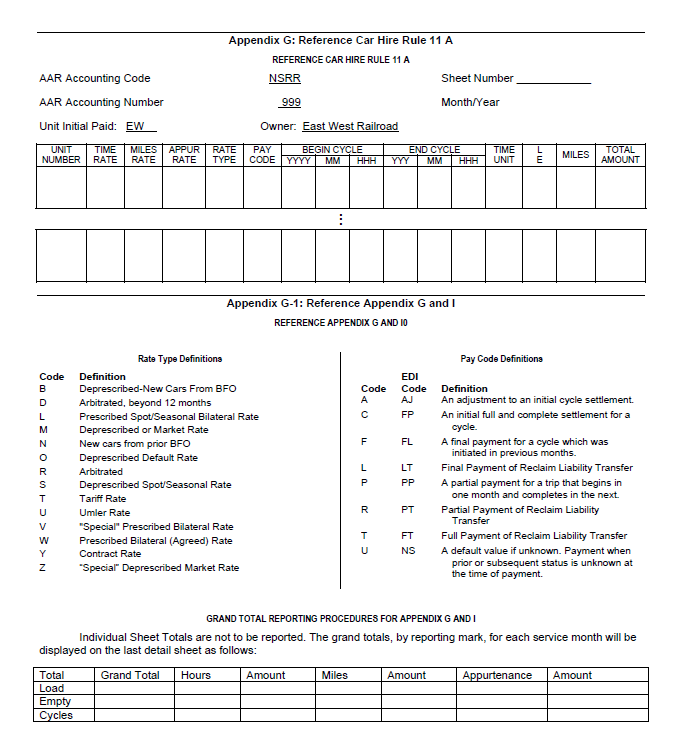 Appendix G: Reference Car Hire Rule 11 A
REFERENCE CAR HIRE RULE 11 A
AAR Accounting Code NSRR Sheet Number ____________
AAR Accounting Number 999 Month/Year
Unit Initial Paid: EW Owner: East West Railroad
UNIT TIME MILES APPUR RATE PAY BEGIN CYCLE END CYCLE TIME L MILES TOTAL
NUMBER RATE RATE RATE TYPE CODE YYYY MM HHH YYY MM HHH UNIT E AMOUNT
⋮
Appendix G-1: Reference Appendix G and I
REFERENCE APPENDIX G AND I0
Rate Type Definitions
Code Definition
B Deprescribed-New Cars From BFO
D Arbitrated, beyond 12 months
L Prescribed Spot/Seasonal Bilateral Rate
M Deprescribed or Market Rate
N New cars from prior BFO
O Deprescribed Default Rate
R Arbitrated
S Deprescribed Spot/Seasonal Rate
T Tariff Rate
U Umler Rate
V "Special" Prescribed Bilateral Rate
W Prescribed Bilateral (Agreed) Rate
Y Contract Rate
Z "Special" Deprescribed Market Rate
Pay Code Definitions
EDI
Code Code Definition
A AJ An adjustment to an initial cycle settlement.
C FP An initial full and complete settlement for a
cycle.
F FL A final payment for a cycle which was
initiated in previous months.
L LT Final Payment of Reclaim Liability Transfer
P PP A partial payment for a trip that begins in
one month and completes in the next.
R PT Partial Payment of Reclaim Liability
Transfer
T FT Full Payment of Reclaim Liability Transfer
U NS A default value if unknown. Payment when
prior or subsequent status is unknown at
the time of payment.
GRAND TOTAL REPORTING PROCEDURES FOR APPENDIX G AND I
Individual Sheet Totals are not to be reported. The grand totals, by reporting mark, for each service month will be
displayed on the last detail sheet as follows:
Total Grand Total Hours Amount Miles Amount Appurtenance Amount
Load
Empty
Cycles